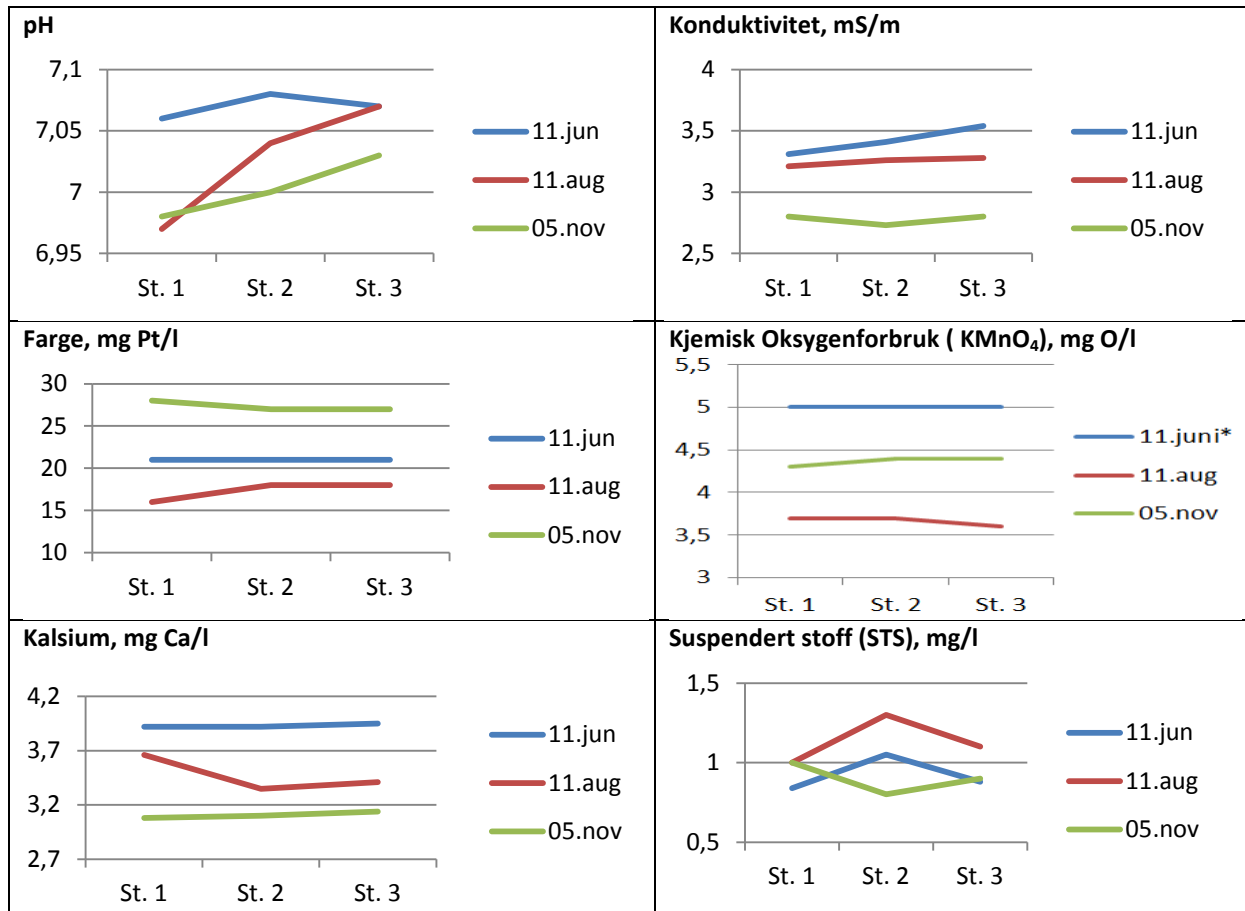 pH
7,1
7,05
7
6,95
St. 1 St. 2 St. 3
11.jun
11.aug
05.nov
Konduktivitet, mS/m
4
3,5
3
2,5
St. 1 St. 2 St. 3
11.jun
11.aug
05.nov
Farge, mg Pt/l
30
25
20
15
10
St. 1 St. 2 St. 3
11.jun
11.aug
05.nov
Kjemisk Oksygenforbruk ( KMnO₄), mg O/l
5,5
5
4,5
4
3,5
3
St. 1 St. 2 St. 3
11.juni*
11.aug
05.nov
Kalsium, mg Ca/l
4,2
3,7
3,2
2,7
St. 1 St. 2 St. 3
11.jun
11.aug
05.nov
Suspendert stoff (STS), mg/l
1,5
1
0,5
St. 1 St. 2 St. 3
11.jun
11.aug
05.nov